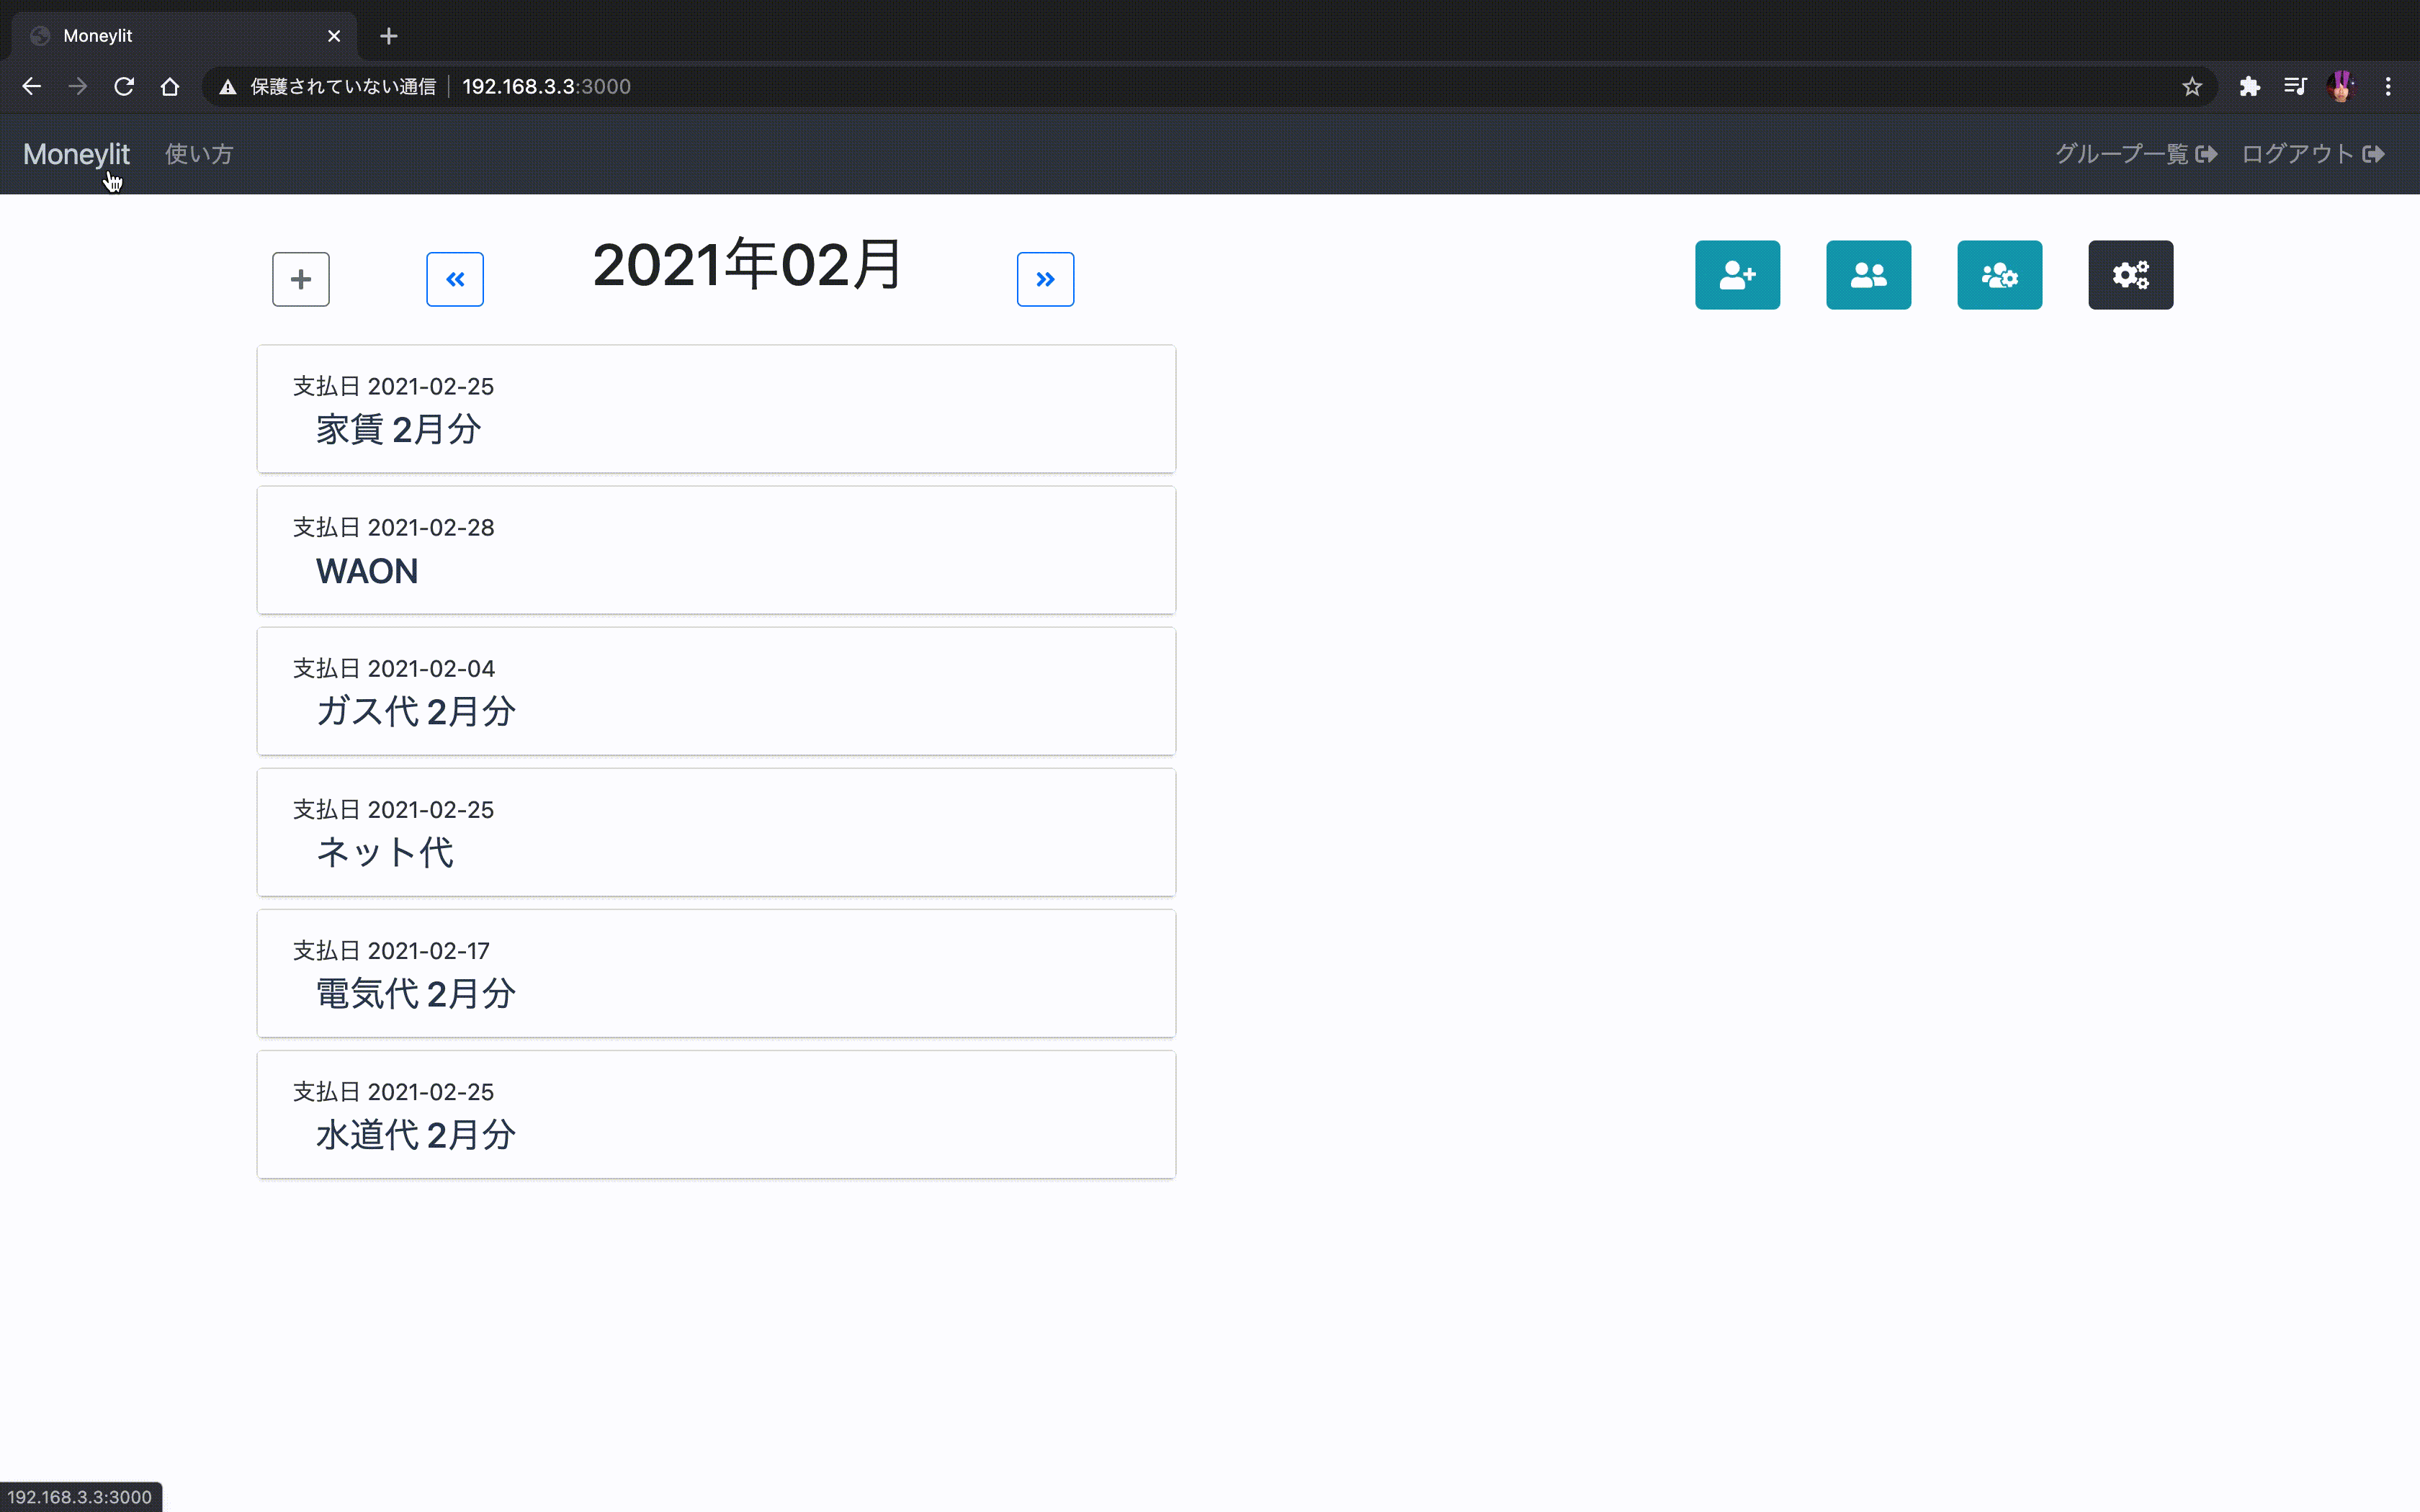 Moneylit
保護されていない通信 192.168.3.3:3000
Moneylit 使い方 グループ一覧 ログアウト
2021年02月
支払日 2021-02-25
家賃 2月分
支払日 2021-02-28
WAON
支払日 2021-02-04
ガス代 2月分
支払日 2021-02-25
ネット代
支払日 2021-02-17
電気代 2月分
支払日 2021-02-25
水道代 2月分
192.168.3.3:3000